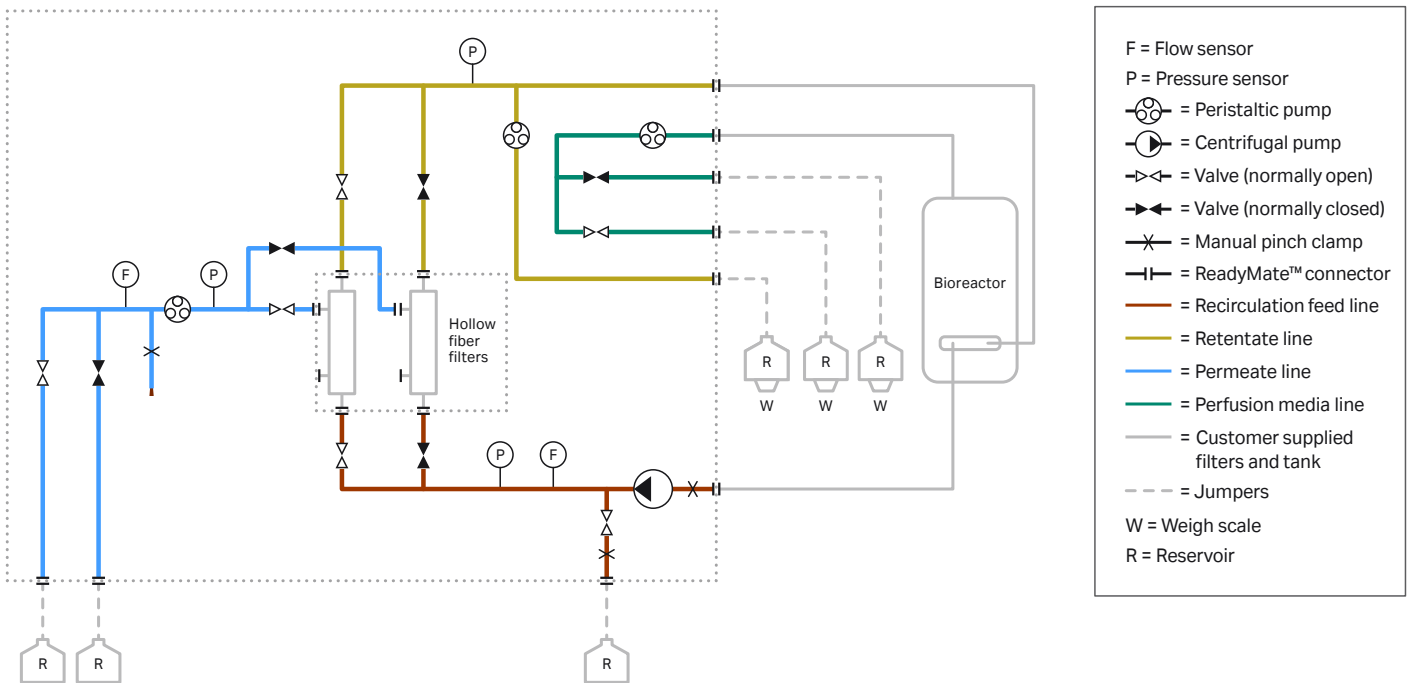 P
F
P
Hollow
fiber
filters
Bioreactor
R
R
R
W
W
W
P
F
R
R
R
F = Flow sensor
P = Pressure sensor
= Peristaltic pump
= Centrifugal pump
= Valve (normally open)
= Valve (normally closed)
= Manual pinch clamp
= ReadyMate™ connector
= Recirculation feed line
= Retentate line
= Permeate line
= Perfusion media line
= Customer supplied
filters and tank
= Jumpers
W = Weigh scale
R = Reservoir